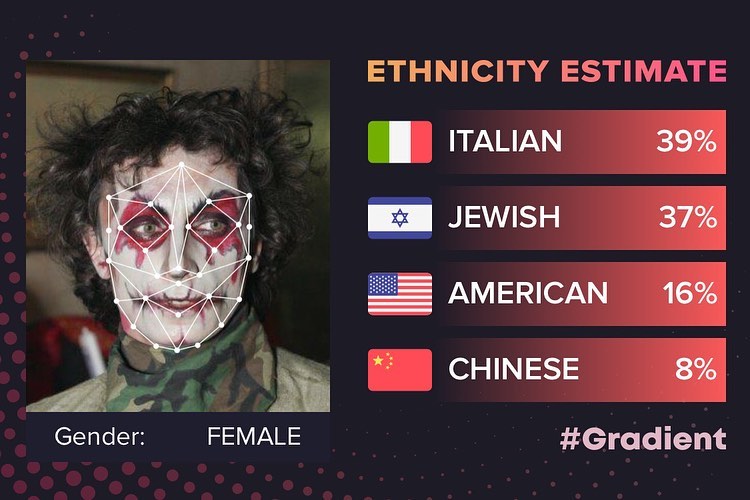 ETHNICITY ESTIMATE
ITALIAN 39%
JEWISH 37%
AMERICAN 16%
CHINESE 8%
Gender: FEMALE
#Gradient